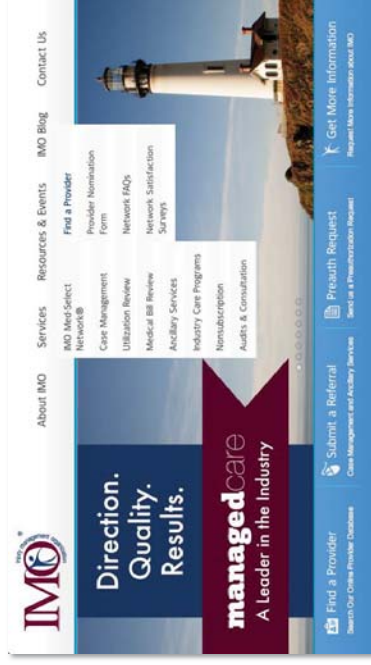 injury management organization
®
IMO
About IMO
Services
Resources & Events
IMO Blog
Contact Us
IMO Med-Select
Network®
Case Management
Utilization Review
Medical Bill Review
Ancillary Services
Industry Care Programs
Nonsubscription
Audits & Consultation
Find a Provider
Provider Nomination
Form
Network FAQs
Network Satisfaction
Surveys
Direction.
Quality.
Results.
managedcare
A Leader in the Industry
Find a Provider
Search Our Online Provider Database
Submit a Referral
Case Management and Ancillary Services
Preauth Request
Send us a Preauthorization Request
Get More Information
Request More Information about IMO